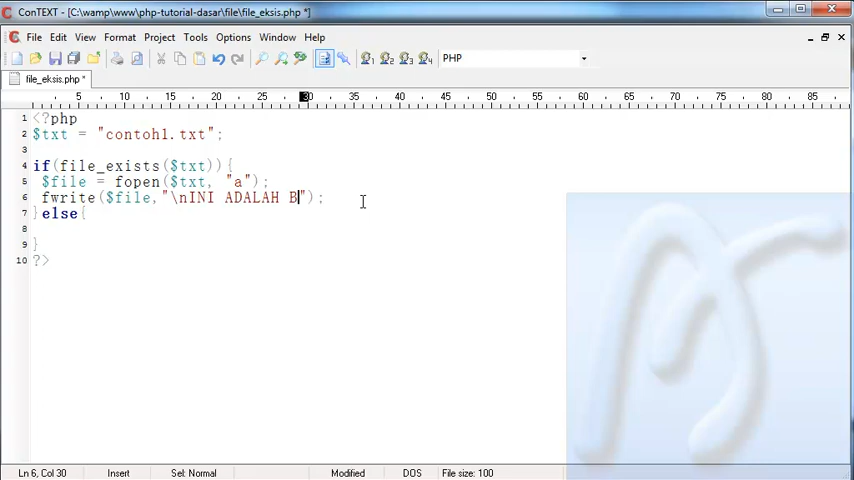 ConTEXT - [C:\wamp\www\php-tutorial-dasar\file\file_eksis.php *]
File Edit View Format Project Tools Options Window Help
PHP
file_eksis.php *
5 10 15 20 25 30 35 40 45 50 55 60 65 70 75 80 85
1 <?php
2 $txt = "contoh1.txt";
3
4 if(file_exists($txt)){
5 $file = fopen($txt, "a");
6 fwrite($file,"\nINI ADALAH B");
7 }else{
8
9 }
10 ?>
Ln 6, Col 30 Insert Sel: Normal Modified DOS File size: 100